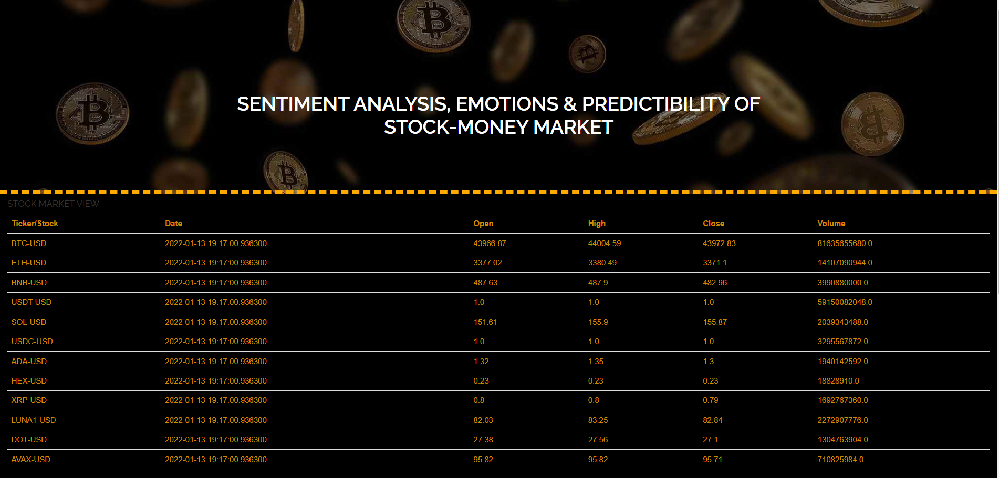 SENTIMENT ANALYSIS, EMOTIONS & PREDICTIBILITY OF
STOCK-MONEY MARKET
STOCK MARKET VIEW
Ticker/Stock Date Open High Close Volume
BTC-USD 2022-01-13 19:17:00.936300 43966.87 44004.59 43972.83 81635655680.0
ETH-USD 2022-01-13 19:17:00.936300 3377.02 3380.49 3371.1 14107090944.0
BNB-USD 2022-01-13 19:17:00.936300 487.63 487.9 482.96 3990880000.0
USDT-USD 2022-01-13 19:17:00.936300 1.0 1.0 1.0 59150082048.0
SOL-USD 2022-01-13 19:17:00.936300 151.61 155.9 155.87 2039343488.0
USDC-USD 2022-01-13 19:17:00.936300 1.0 1.0 1.0 3295567872.0
ADA-USD 2022-01-13 19:17:00.936300 1.32 1.35 1.3 1940142592.0
HEX-USD 2022-01-13 19:17:00.936300 0.23 0.23 0.23 18828910.0
XRP-USD 2022-01-13 19:17:00.936300 0.8 0.8 0.79 1692767360.0
LUNA1-USD 2022-01-13 19:17:00.936300 82.03 83.25 82.84 2272907776.0
DOT-USD 2022-01-13 19:17:00.936300 27.38 27.56 27.1 1304763904.0
AVAX-USD 2022-01-13 19:17:00.936300 95.82 95.82 95.71 710825984.0